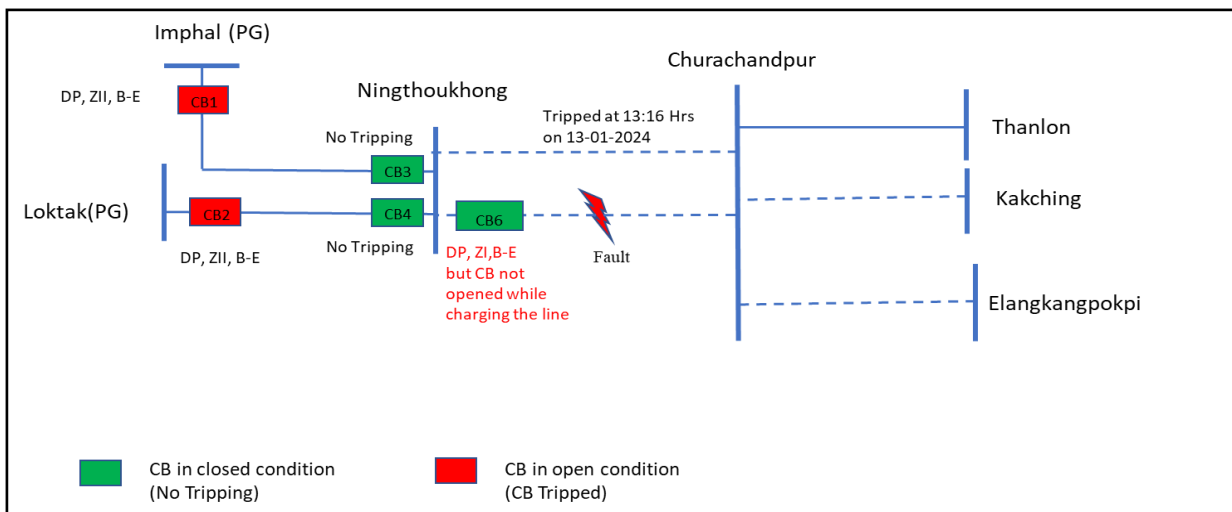 Imphal (PG)
DP, ZII, B-E
CB1
Ningthoukhong
Churachandpur
No Tripping
Tripped at 13:16 Hrs
on 13-01-2024
Thanlon
CB3
Loktak(PG)
CB2
CB4
CB6
Kakching
No Tripping
DP, ZII, B-E
DP, ZI,B-E
but CB not
opened while
charging the line
Fault
Elangkangpokpi
CB in closed condition
(No Tripping)
CB in open condition
(CB Tripped)